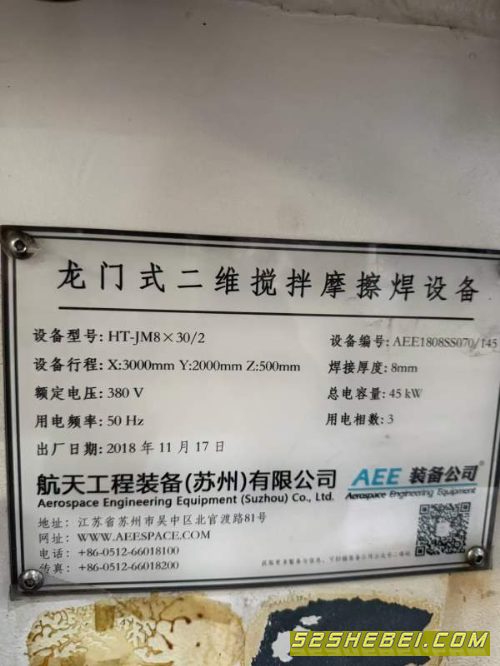 龙门式二维搅拌摩擦焊设备
设备型号: HT-JM8×30/2 设备编号: AEE1808SS070/145
设备行程: X:3000mm Y:2000mm Z:500mm 焊接厚度: 8mm
额定电压: 380 V 总电容量: 45 kW
用电频率: 50 Hz 用电相数: 3
出厂日期: 2018 年 11 月 17 日
航天工程装备(苏州)有限公司 AEE 装备公司
Aerospace Engineering Equipment (Suzhou) Co., Ltd. Aerospace Engineering Equipment
地址: 江苏省苏州市吴中区北官渡路81号
网址: WWW.AEESPACE.COM
电话: +86-0512-66018100
传真: +86-0512-66018200
52SHEBEI.COM